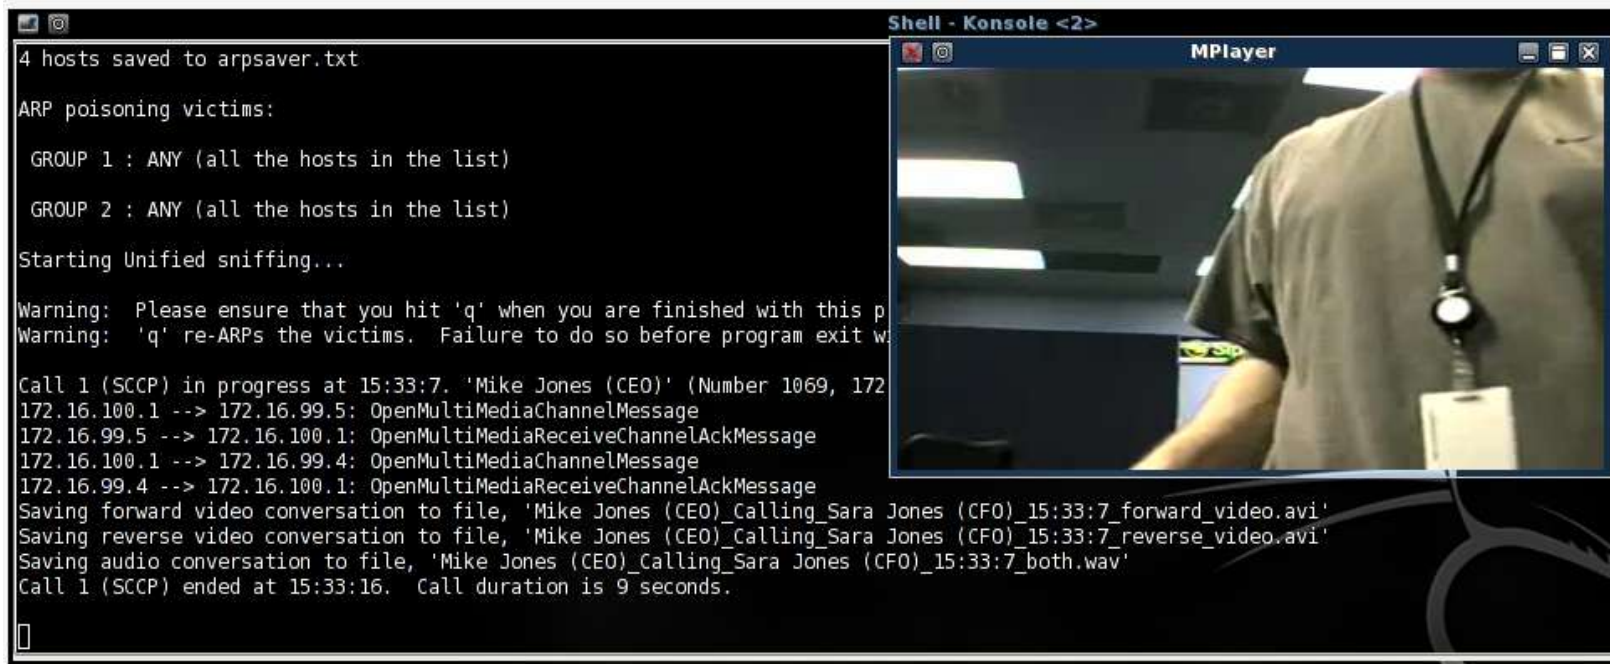 Shell - Konsole <2>
MPlayer
4 hosts saved to arpsaver.txt
ARP poisoning victims:
GROUP 1 : ANY (all the hosts in the list)
GROUP 2 : ANY (all the hosts in the list)
Starting Unified sniffing...
Warning:  Please ensure that you hit 'q' when you are finished with this p
Warning:  'q' re-ARPs the victims.  Failure to do so before program exit wi
Call 1 (SCCP) in progress at 15:33:7. 'Mike Jones (CEO)' (Number 1069, 172
172.16.100.1 --> 172.16.99.5: OpenMultiMediaChannelMessage
172.16.99.5 --> 172.16.100.1: OpenMultiMediaReceiveChannelAckMessage
172.16.100.1 --> 172.16.99.4: OpenMultiMediaChannelMessage
172.16.99.4 --> 172.16.100.1: OpenMultiMediaReceiveChannelAckMessage
Saving forward video conversation to file, 'Mike Jones (CEO)_Calling_Sara Jones (CFO)_15:33:7_forward_video.avi'
Saving reverse video conversation to file, 'Mike Jones (CEO)_Calling_Sara Jones (CFO)_15:33:7_reverse_video.avi'
Saving audio conversation to file, 'Mike Jones (CEO)_Calling_Sara Jones (CFO)_15:33:7_both.wav'
Call 1 (SCCP) ended at 15:33:16.  Call duration is 9 seconds.